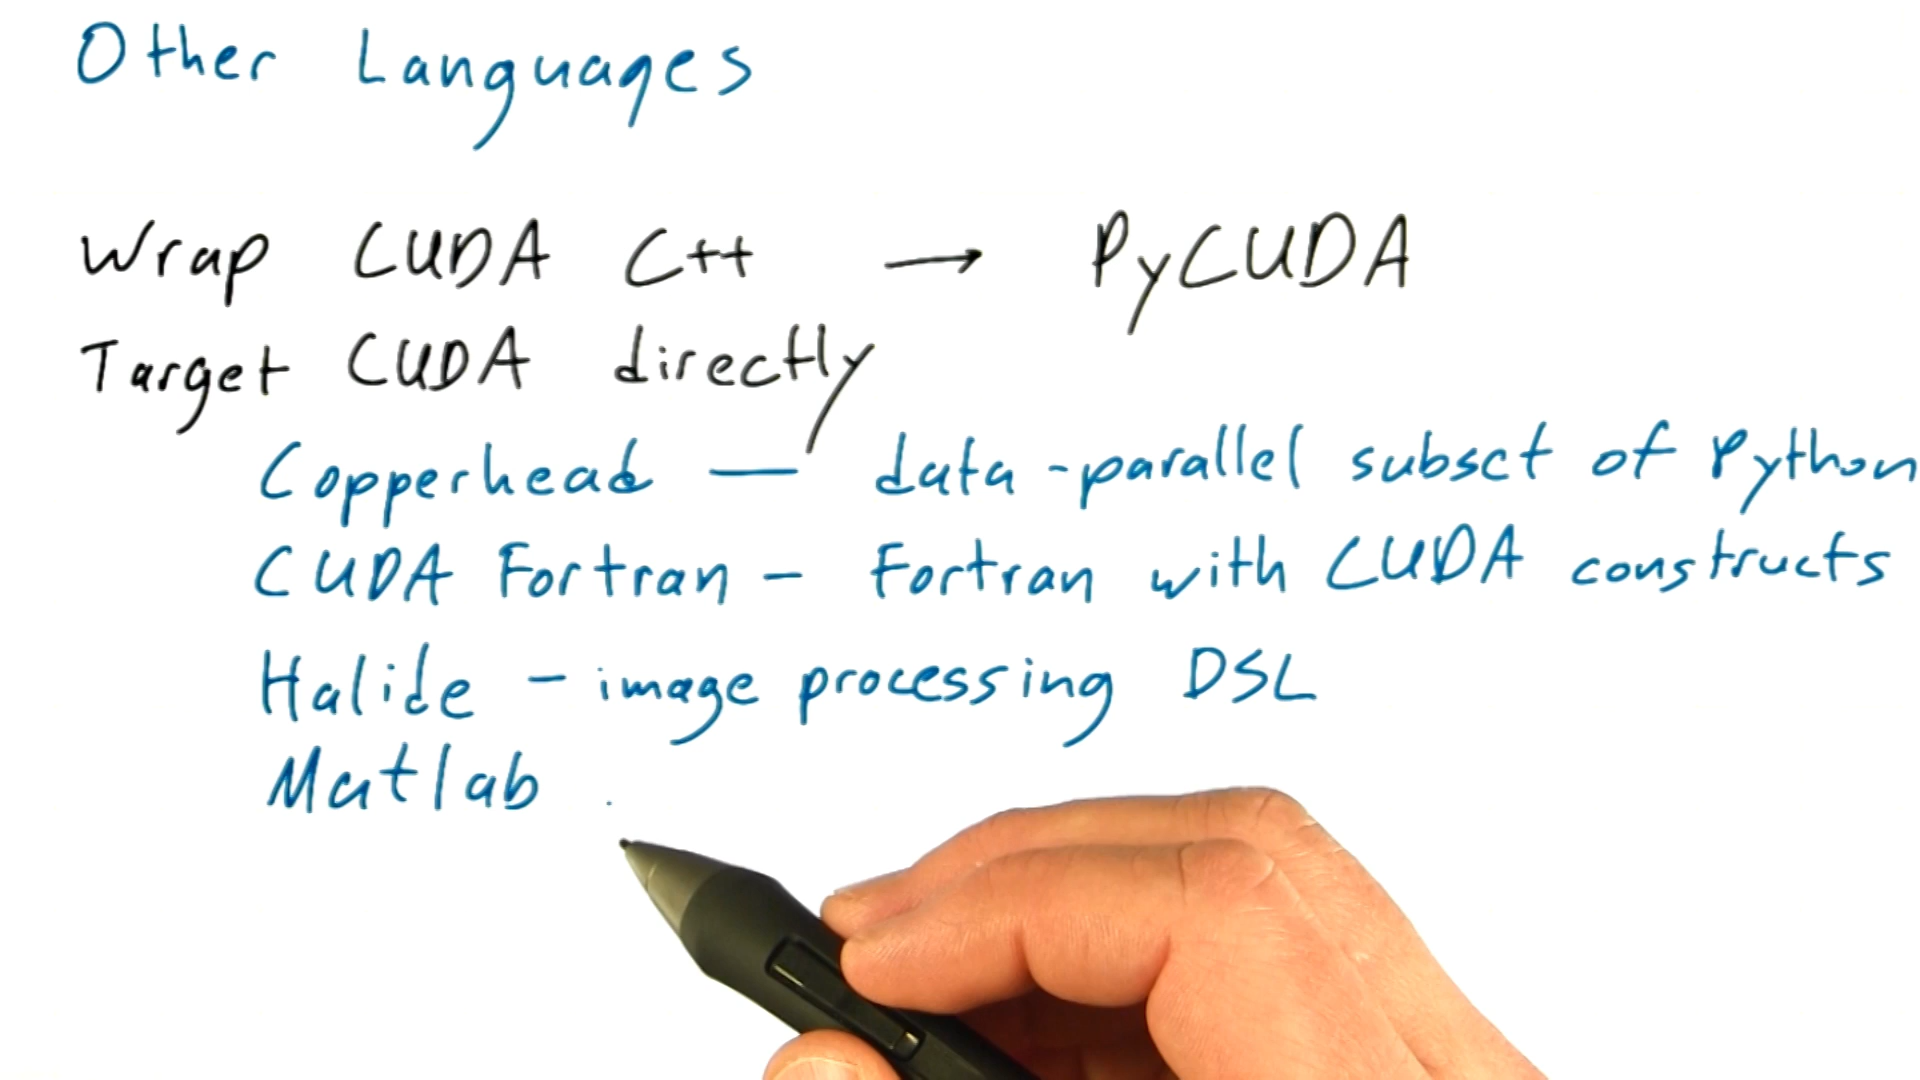 Other Languages
Wrap CUDA C++ → PyCUDA
Target CUDA directly
Copperhead — data-parallel subset of Python
CUDA Fortran - Fortran with CUDA constructs
Halide - image processing DSL
Matlab